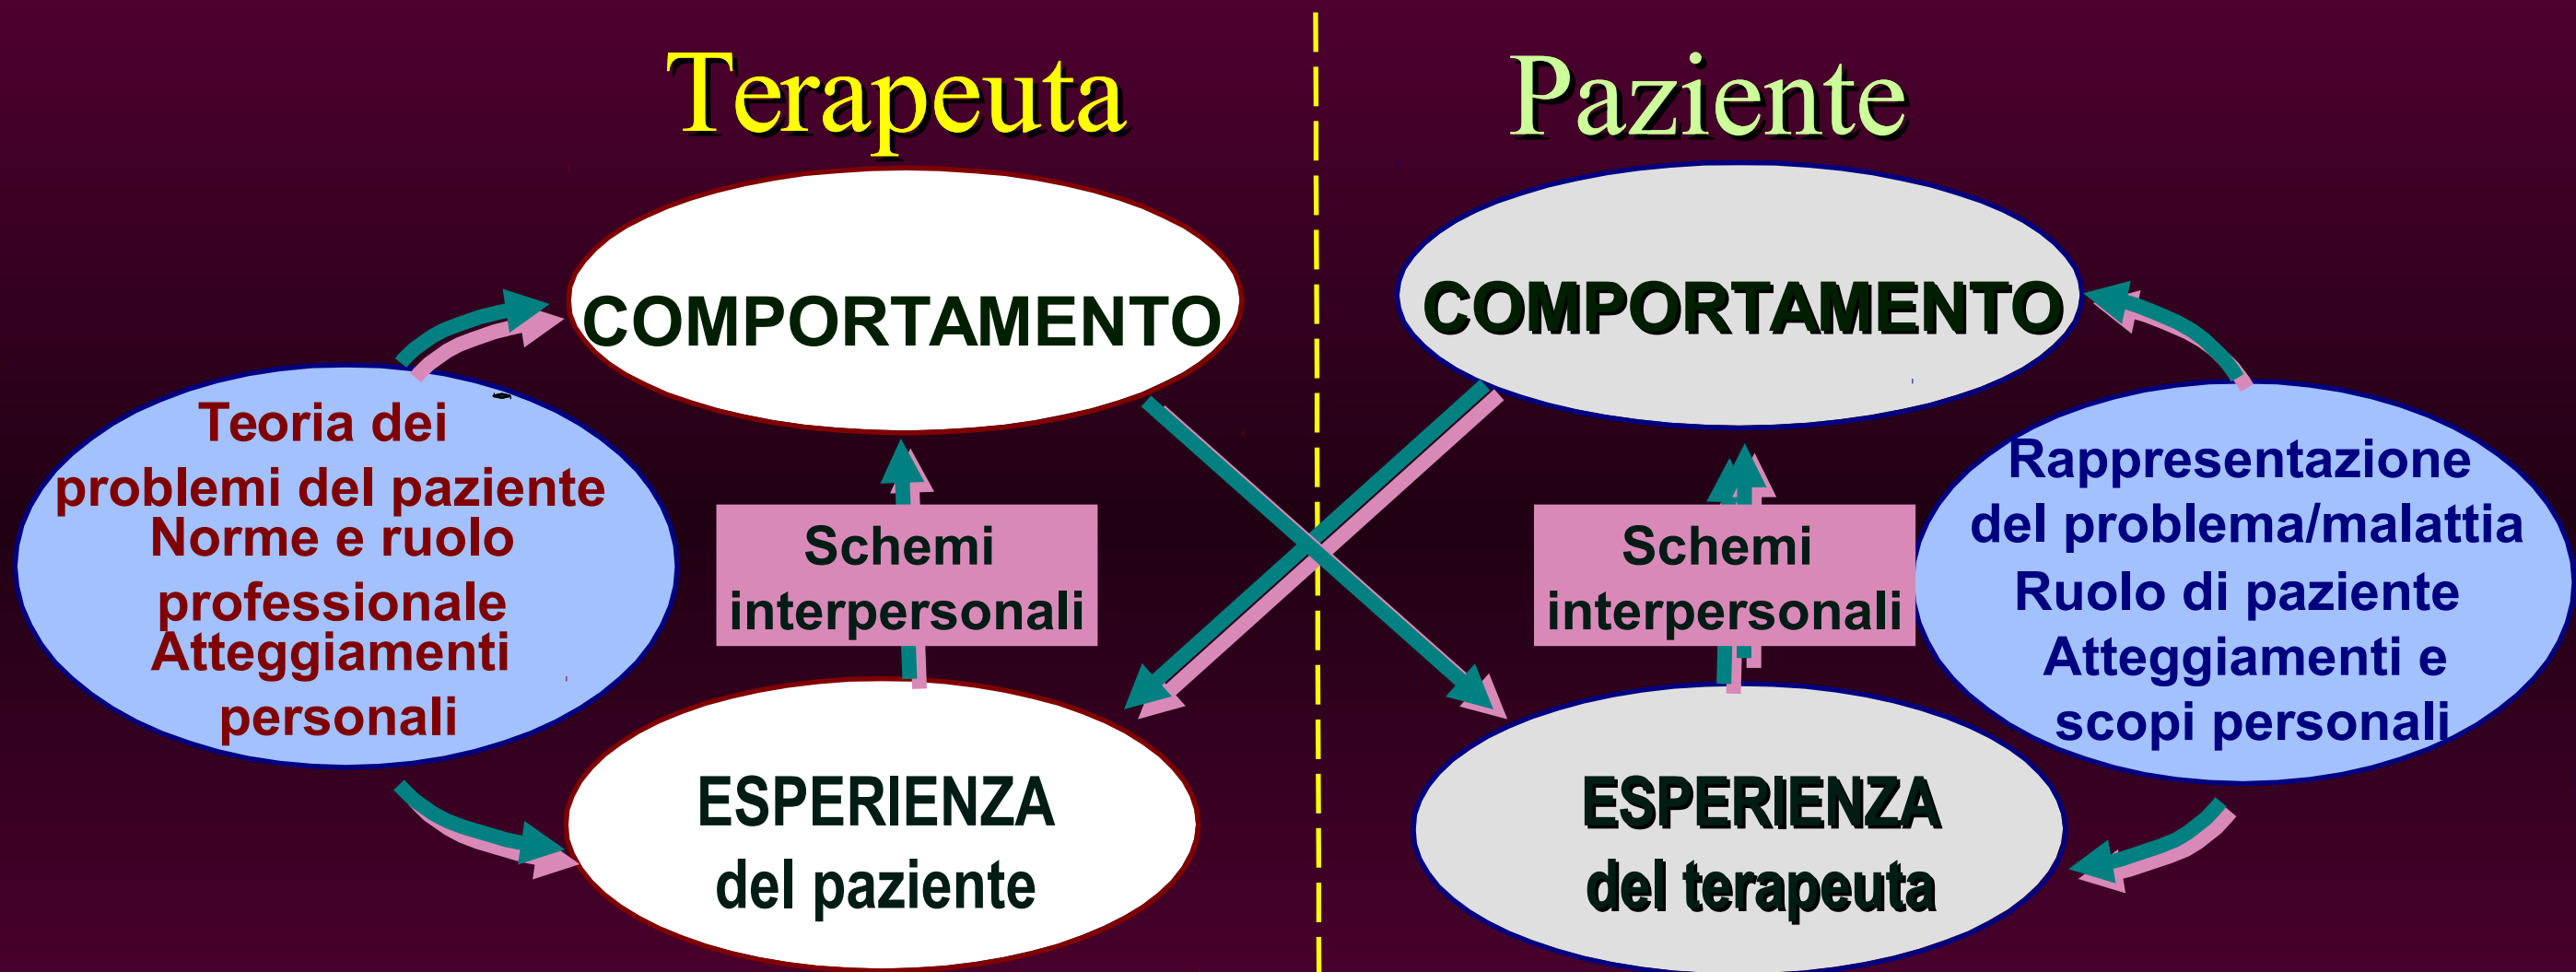 Terapeuta
Paziente
COMPORTAMENTO
COMPORTAMENTO
Teoria dei
problemi del paziente
Norme e ruolo
professionale
Atteggiamenti
personali
Schemi
interpersonali
Schemi
interpersonali
Rappresentazione
del problema/malattia
Ruolo di paziente
Atteggiamenti e
scopi personali
ESPERIENZA
del paziente
ESPERIENZA
del terapeuta